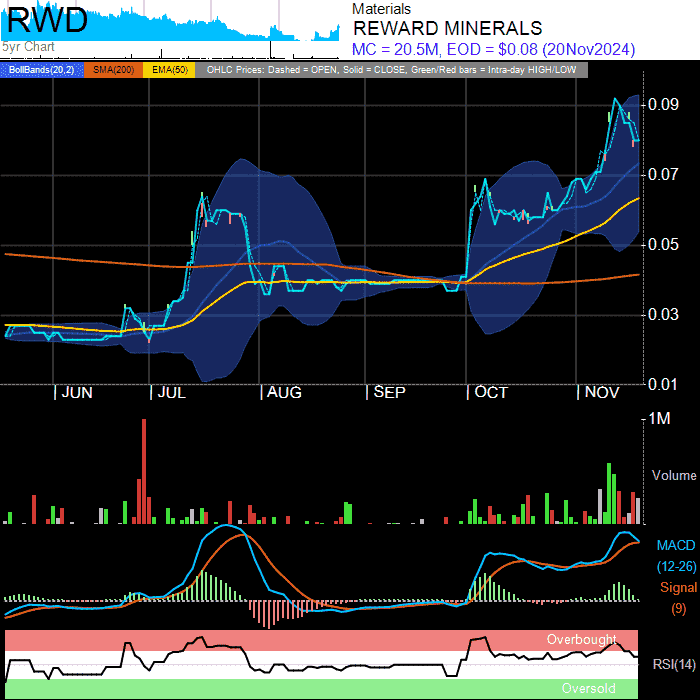 RWD
5yr Chart
Materials
REWARD MINERALS
MC = 20.5M, EOD = $0.08 (20Nov2024)
BollBands(20,2) SMA(200) EMA(50) OHLC Prices: Dashed = OPEN, Solid = CLOSE, Green/Red bars = Intra-day HIGH/LOW
0.09
0.07
0.05
0.03
0.01
JUN JUL AUG SEP OCT NOV
1M
Volume
MACD
(12-26)
Signal
(9)
Overbought
RSI(14)
Oversold